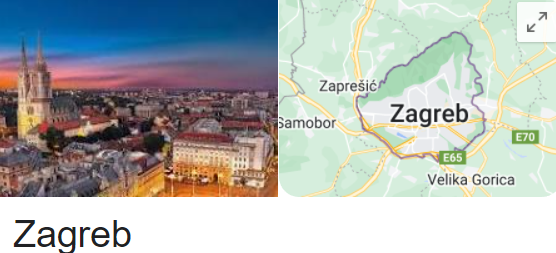 Zaprešić
Zagreb
Samobor
E70
E65
Velika Gorica
Zagreb